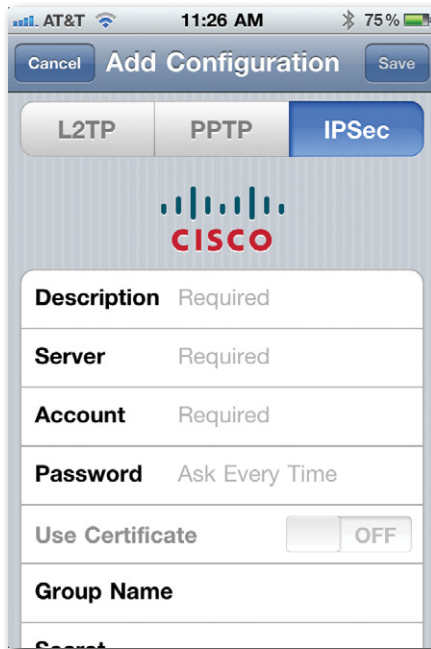 AT&T 11:26 AM 75%
Cancel Add Configuration Save
L2TP PPTP IPSec
CISCO
Description Required
Server Required
Account Required
Password Ask Every Time
Use Certificate OFF
Group Name
Secret